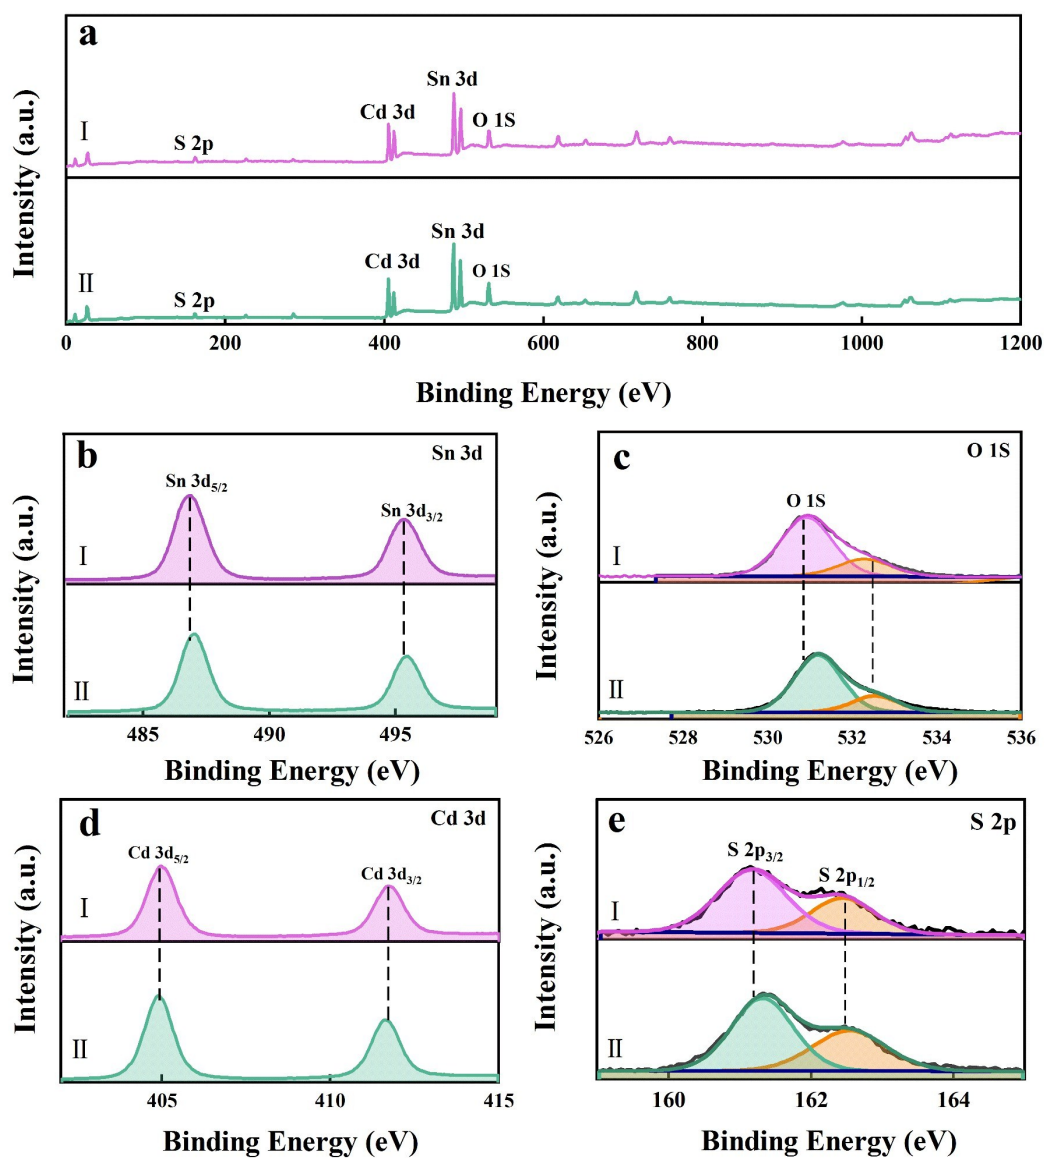 a
Sn 3d
Cd 3d
O 1S
I
S 2p
Sn 3d
Cd 3d
O 1S
II
S 2p
Intensity (a.u.)
0 200 400 600 800 1000 1200
Binding Energy (eV)
b
Sn 3d
Sn 3d5/2
Sn 3d3/2
I
II
Intensity (a.u.)
485 490 495
Binding Energy (eV)
c
O 1S
O 1S
I
II
Intensity (a.u.)
526 528 530 532 534 536
Binding Energy (eV)
d
Cd 3d
Cd 3d5/2
Cd 3d3/2
I
II
Intensity (a.u.)
405 410 415
Binding Energy (eV)
e
S 2p
S 2p3/2
S 2p1/2
I
II
Intensity (a.u.)
160 162 164
Binding Energy (eV)